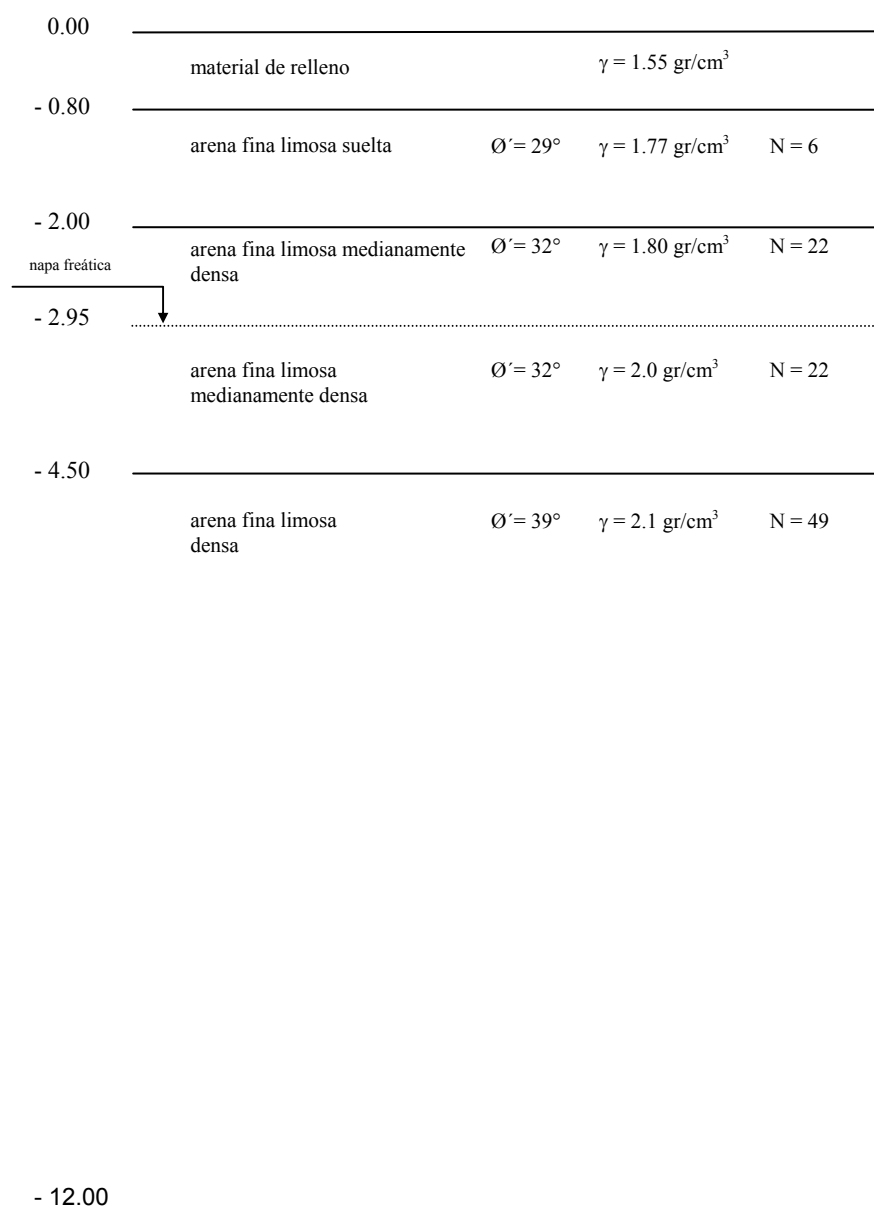 0.00
material de relleno γ = 1.55 gr/cm³
- 0.80
arena fina limosa suelta Ø´= 29° γ = 1.77 gr/cm³ N = 6
- 2.00
arena fina limosa medianamente Ø´= 32° γ = 1.80 gr/cm³ N = 22
densa
napa freática
- 2.95
arena fina limosa Ø´= 32° γ = 2.0 gr/cm³ N = 22
medianamente densa
- 4.50
arena fina limosa Ø´= 39° γ = 2.1 gr/cm³ N = 49
densa
- 12.00